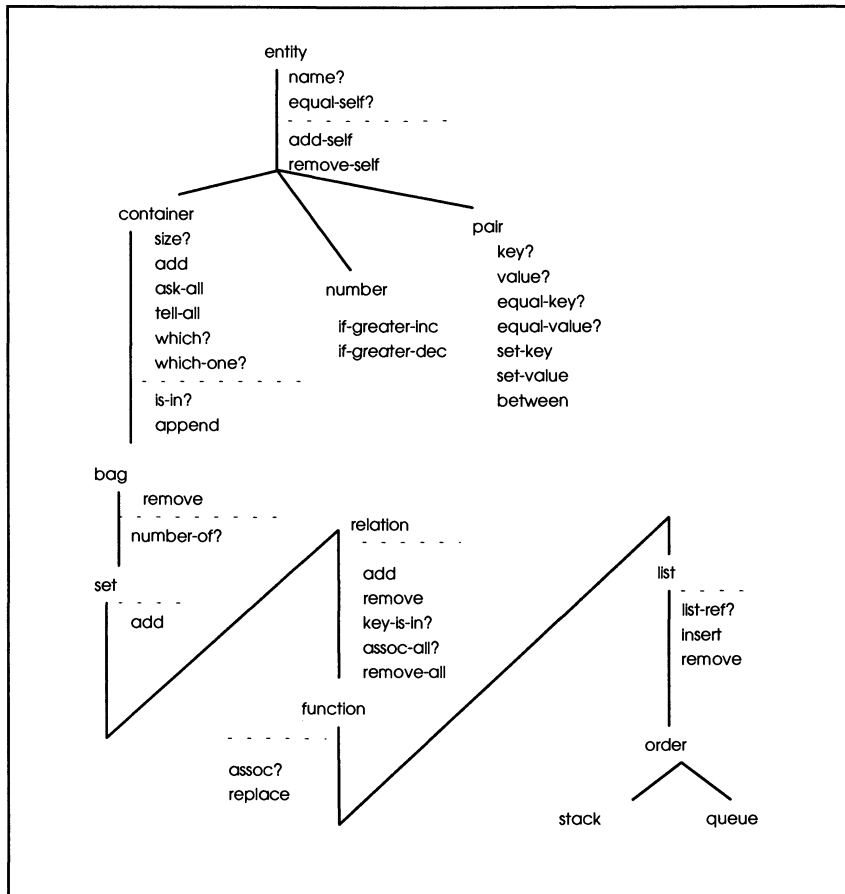 entity
name?
equal-self?
add-self
remove-self
container
size?
add
ask-all
tell-all
which?
which-one?
is-in?
append
number
if-greater-inc
if-greater-dec
pair
key?
value?
equal-key?
equal-value?
set-key
set-value
between
bag
remove
number-of?
set
add
relation
add
remove
key-is-in?
assoc-all?
remove-all
function
assoc?
replace
list
list-ref?
insert
remove
order
stack
queue